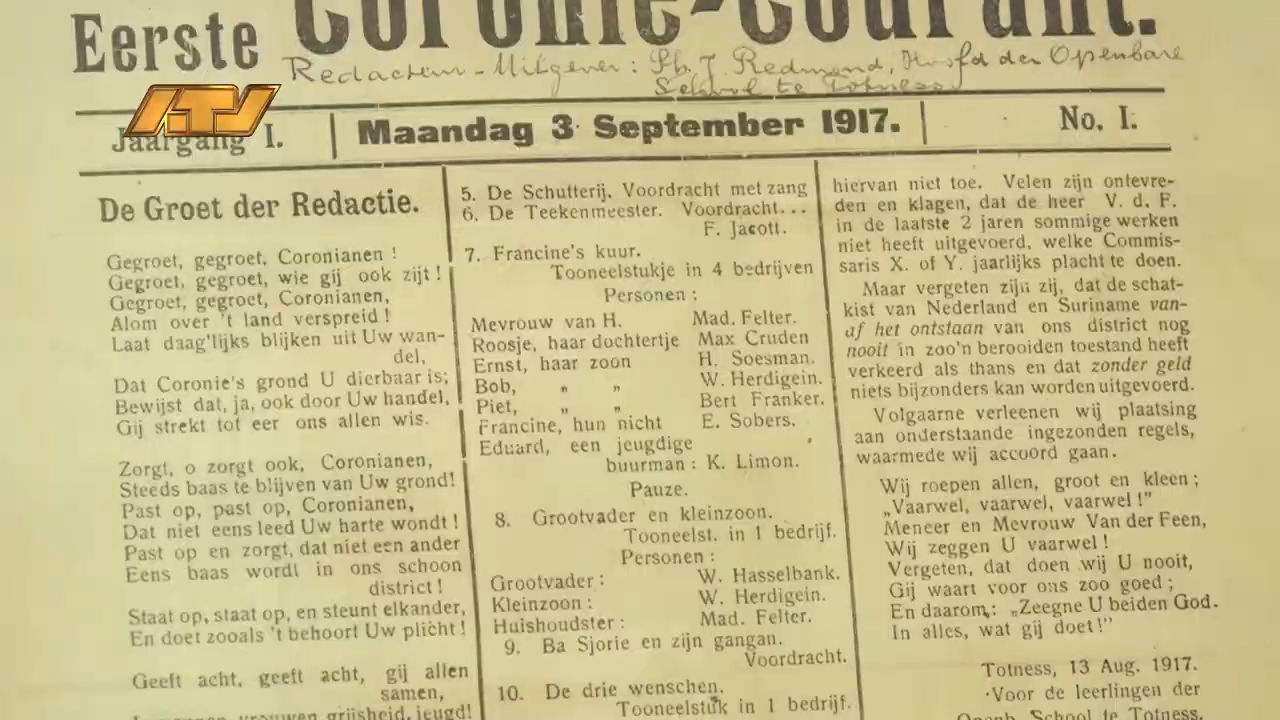 Eerste Coronie-Courant.
Redacteur-Uitgever: Ph. J. Redmond, Hoofd der Openbare
School te Totness
ATV
Jaargang I.
Maandag 3 September 1917.
No. I.
De Groet der Redactie.
Gegroet, gegroet, Coronianen !
Gegroet, gegroet, wie gij ook zijt !
Gegroet, gegroet, Coronianen,
Alom over 't land verspreid !
Laat daag'lijks blijken uit Uw wan-
del,
Dat Coronie's grond U dierbaar is;
Bewijst dat, ja, ook door Uw handel,
Gij strekt tot eer ons allen wis.
Zorgt, o zorgt ook, Coronianen,
Steeds baas te blijven van Uw grond!
Past op, past op, Coronianen,
Dat niet eens leed Uw harte wondt !
Past op en zorgt, dat niet een ander
Eens baas wordt in ons schoon
district !
Staat op, staat op, en steunt elkander,
En doet zooals 't behoort Uw plicht !
Geeft acht, geeft acht, gij allen
samen,
vrouwen grijsheid, jeugd!
5. De Schutterij. Voordracht met zang
6. De Teekenmeester. Voordracht...
F. Jacott.
7. Francine's kuur.
Tooneelstukje in 4 bedrijven
Personen :
Mevrouw van H. Mad. Felter.
Roosje, haar dochtertje Max Cruden
Ernst, haar zoon H. Soesman.
Bob, „ „ W. Herdigein.
Piet, „ „ Bert Franker.
Francine, hun nicht E. Sobers.
Eduard, een jeugdige
buurman : K. Limon.
Pauze.
8. Grootvader en kleinzoon.
Tooneelst. in 1 bedrijf.
Personen :
Grootvader : W. Hasselbank.
Kleinzoon : W. Herdigein.
Huishoudster : Mad. Felter.
9. Ba Sjorie en zijn gangan.
Voordracht.
10. De drie wenschen.
Tooneelstuk in 1 bedrijf.
hiervan niet toe. Velen zijn ontevre-
den en klagen, dat de heer V. d. F.
in de laatste 2 jaren sommige werken
niet heeft uitgevoerd, welke Commis-
saris X. of Y. jaarlijks placht te doen.
Maar vergeten zijn zij, dat de schat-
kist van Nederland en Suriname van-
af het ontstaan van ons district nog
nooit in zoo'n berooiden toestand heeft
verkeerd als thans en dat zonder geld
niets bijzonders kan worden uitgevoerd.
Volgaarne verleenen wij plaatsing
aan onderstaande ingezonden regels,
waarmede wij accoord gaan.
Wij roepen allen, groot en kleen ;
„Vaarwel, vaarwel, vaarwel !"
Meneer en Mevrouw Van der Feen,
Wij zeggen U vaarwel !
Vergeten, dat doen wij U nooit,
Gij waart voor ons zoo goed ;
En daarom: „Zeegne U beiden God.
In alles, wat gij doet!"
Totness, 13 Aug. 1917.
Voor de leerlingen der
Openb. School te Totness,